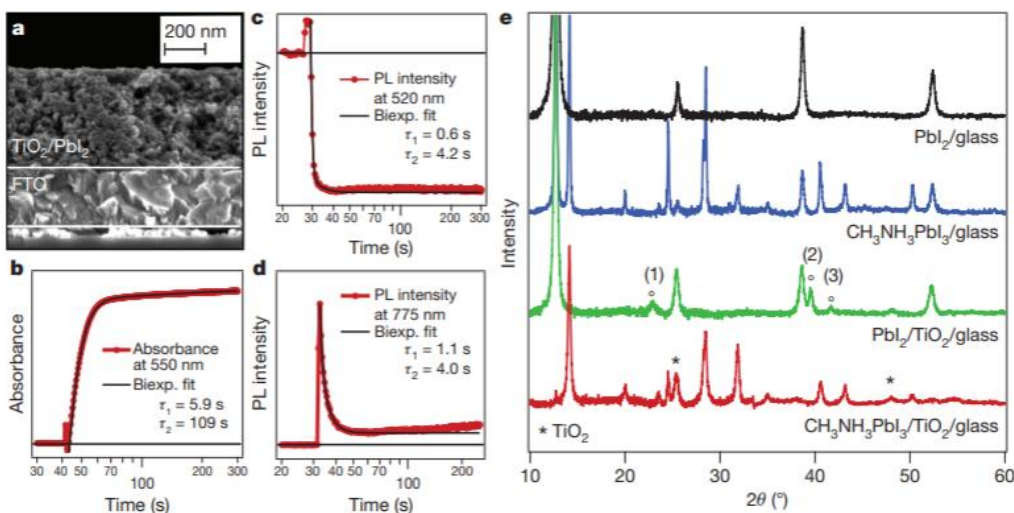 a
200 nm
TiO₂/PbI₂
FTO
b
Absorbance
Absorbance
at 550 nm
Biexp. fit
τ₁ = 5.9 s
τ₂ = 109 s
30 40 50 60 100 200 300
Time (s)
c
PL intensity
PL intensity
at 520 nm
Biexp. fit
τ₁ = 0.6 s
τ₂ = 4.2 s
20 30 40 50 60 100 200 300
Time (s)
d
PL intensity
PL intensity
at 775 nm
Biexp. fit
τ₁ = 1.1 s
τ₂ = 4.0 s
20 30 40 50 60 100 200
Time (s)
e
Intensity
PbI₂/glass
CH₃NH₃PbI₃/glass
(1) (2) (3)
PbI₂/TiO₂/glass
* *
CH₃NH₃PbI₃/TiO₂/glass
* TiO₂
10 20 30 40 50 60
2θ (°)